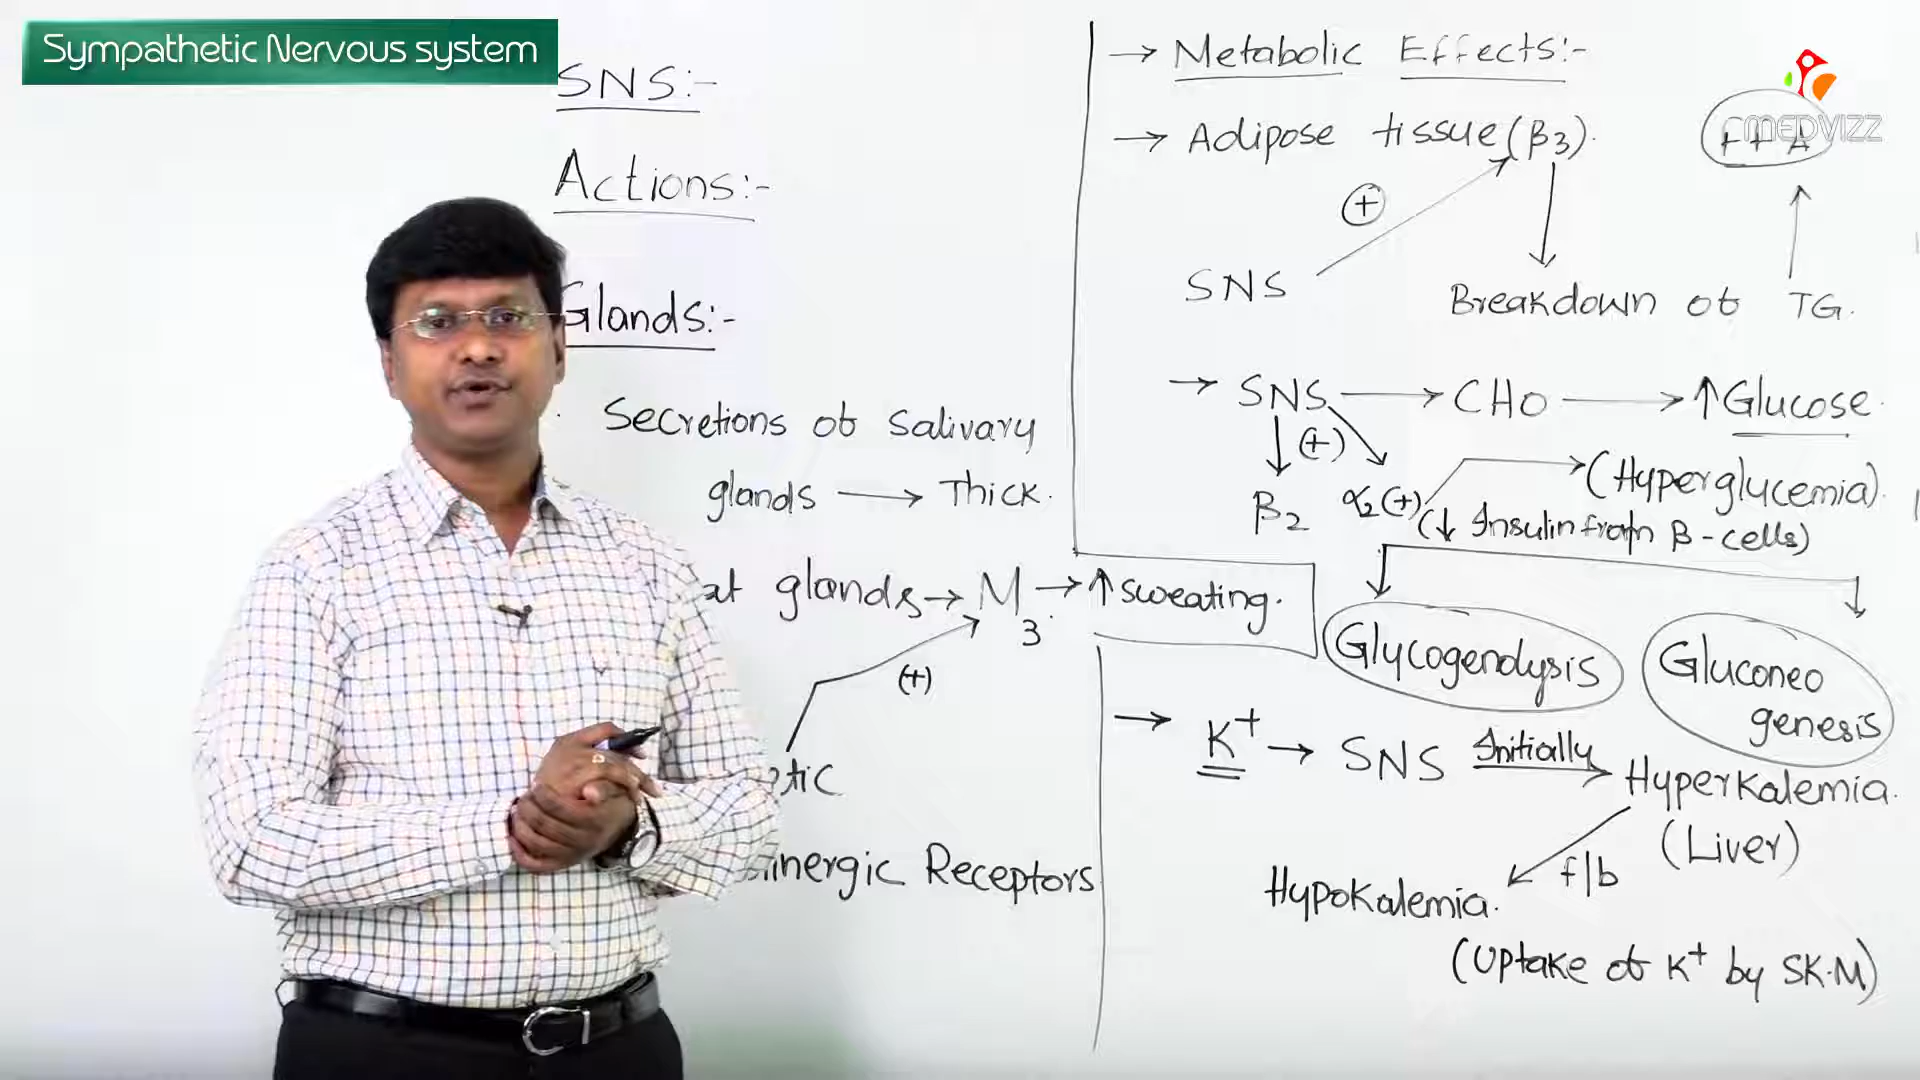 Sympathetic Nervous system
SNS:-
Actions:-
Glands:-
Secretions of Salivary
glands → Thick.
glands → M3 → ↑ sweating.
(+)
Receptors
→ Metabolic Effects:-
MEDVIZZ
→ Adipose tissue (β3).
FFA
(+)
SNS
Breakdown of TG.
→ SNS → CHO → ↑ Glucose.
(+)
(Hyperglycemia).
β2 α2(+) (↓ Insulin from β-cells)
Glycogenolysis
Gluconeo
genesis
→ K+ → SNS Initially → Hyperkalemia.
(Liver)
f/b
Hypokalemia.
(Uptake of K+ by SK.M)